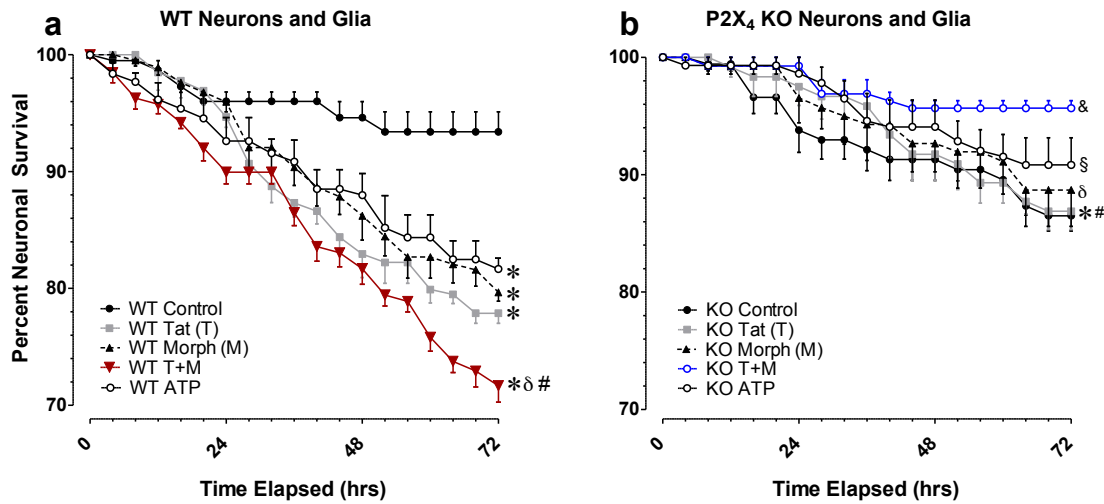 a
WT Neurons and Glia
Percent Neuronal Survival
100
90
80
70
WT Control
WT Tat (T)
WT Morph (M)
WT T+M
WT ATP
*
*
*
*δ #
0
24
48
72
Time Elapsed (hrs)
b
P2X₄ KO Neurons and Glia
100
90
80
70
KO Control
KO Tat (T)
KO Morph (M)
KO T+M
KO ATP
&
§
δ
*#
0
24
48
72
Time Elapsed (hrs)